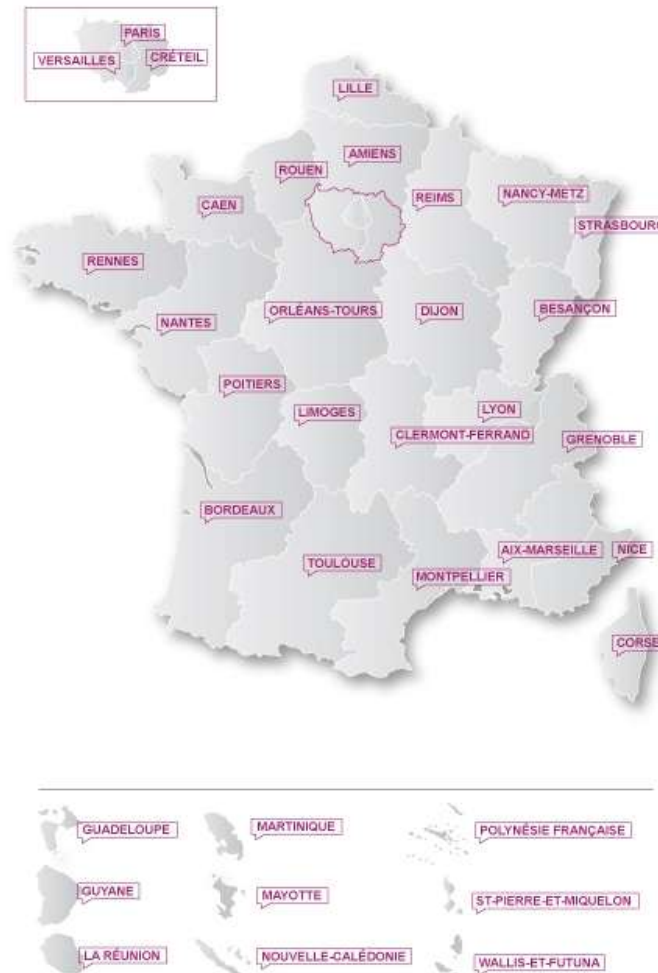 PARIS
VERSAILLES
CRÉTEIL
LILLE
AMIENS
ROUEN
REIMS
NANCY-METZ
CAEN
STRASBOURG
RENNES
ORLÉANS-TOURS
DIJON
BESANÇON
NANTES
POITIERS
LIMOGES
LYON
CLERMONT-FERRAND
GRENOBLE
BORDEAUX
AIX-MARSEILLE
NICE
TOULOUSE
MONTPELLIER
CORSE
GUADELOUPE
MARTINIQUE
POLYNÉSIE FRANÇAISE
GUYANE
MAYOTTE
ST-PIERRE-ET-MIQUELON
LA RÉUNION
NOUVELLE-CALÉDONIE
WALLIS-ET-FUTUNA